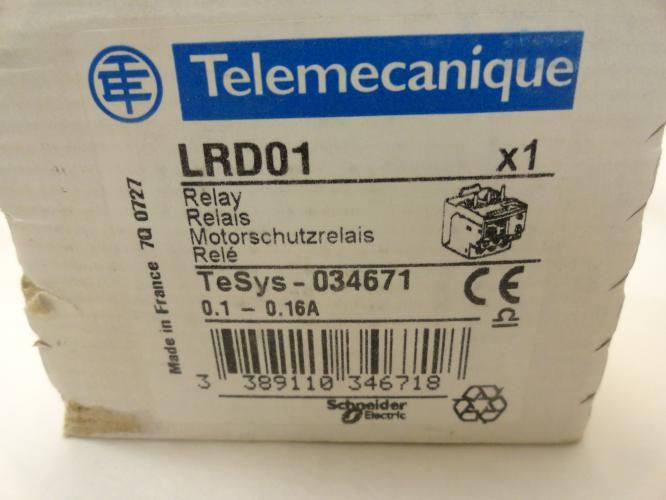 Telemecanique
LRD01 x1
Relay
Relais
Motorschutzrelais
Relé
TeSys - 034671
0.1 - 0.16A
CE
Made in France 7Q 0727
3 389110 346718
Schneider
Electric